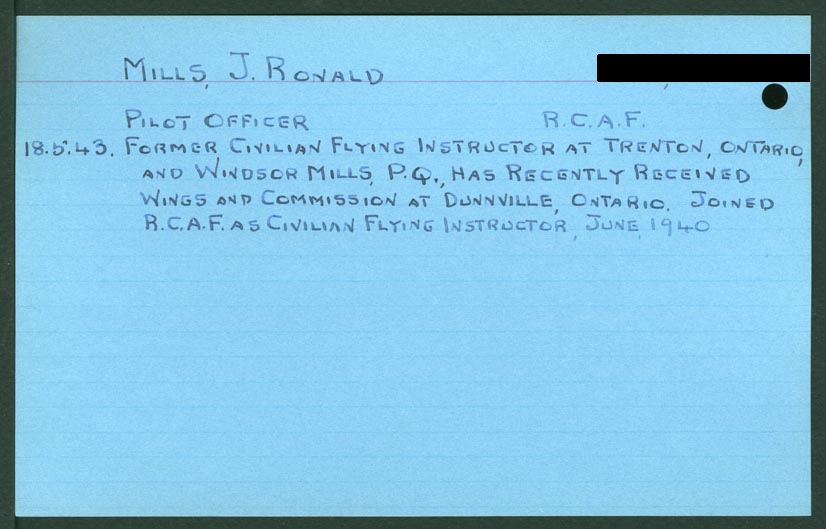 MILLS, J. RONALD
PILOT OFFICER R.C.A.F.
18.5.43. FORMER CIVILIAN FLYING INSTRUCTOR AT TRENTON, ONTARIO,
AND WINDSOR MILLS, P.Q., HAS RECENTLY RECEIVED
WINGS AND COMMISSION AT DUNNVILLE, ONTARIO. JOINED
R.C.A.F. AS CIVILIAN FLYING INSTRUCTOR, JUNE, 1940